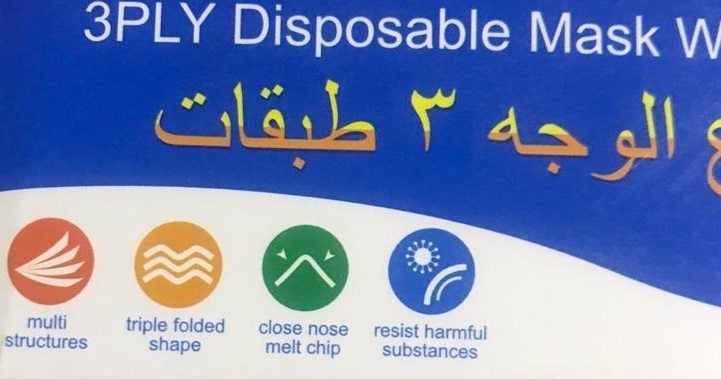 3PLY Disposable Mask
الوجه ٣ طبقات
multi
structures
triple folded
shape
close nose
melt chip
resist harmful
substances